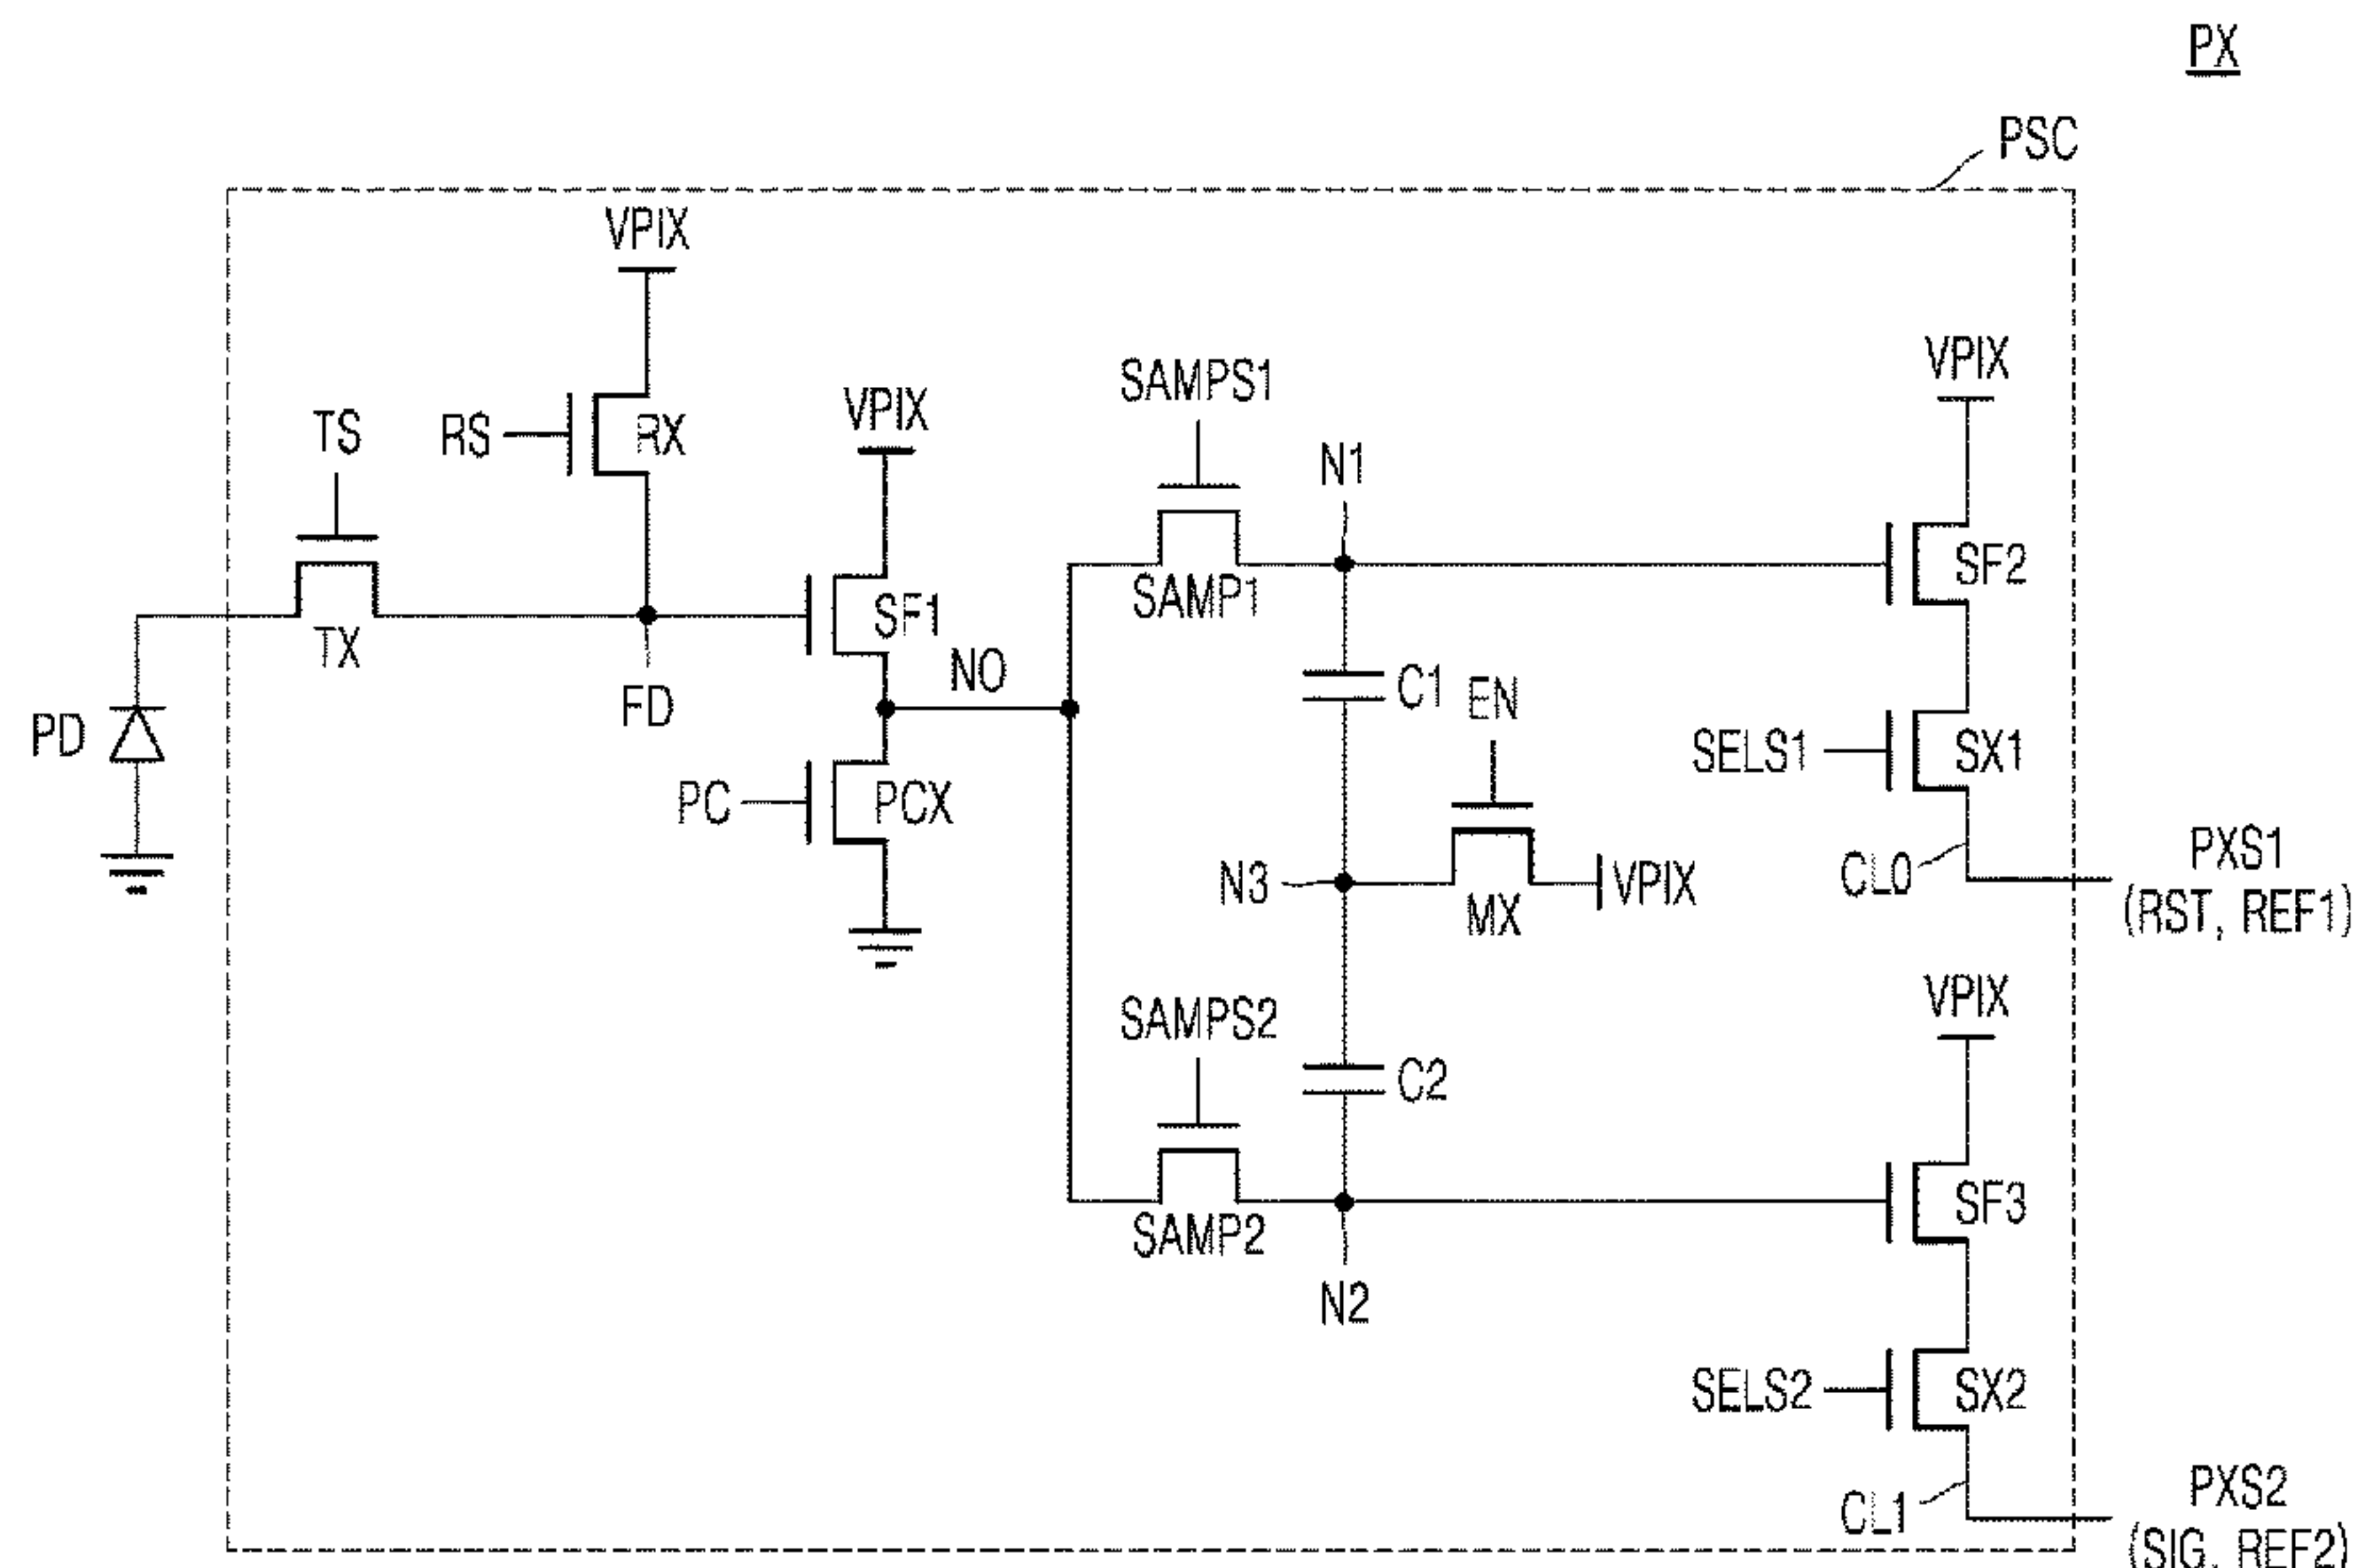 PX
PSC
VPIX
TS
RS
RX
VPIX
SAMPS1
N1
VPIX
SF2
SAMP1
TX
FD
SF1
NO
PD
C1
EN
SELS1
SX1
PC
PCX
N3
MX
VPIX
CL0
PXS1
(RST, REF1)
SAMPS2
C2
VPIX
SAMP2
SF3
N2
SELS2
SX2
CL1
PXS2
(SIG, REF2)